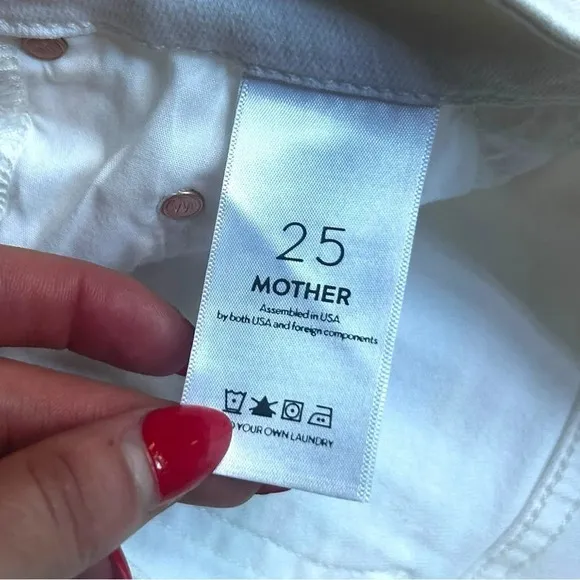 25
MOTHER
Assembled in USA
by both USA and foreign components
YOUR OWN LAUNDRY